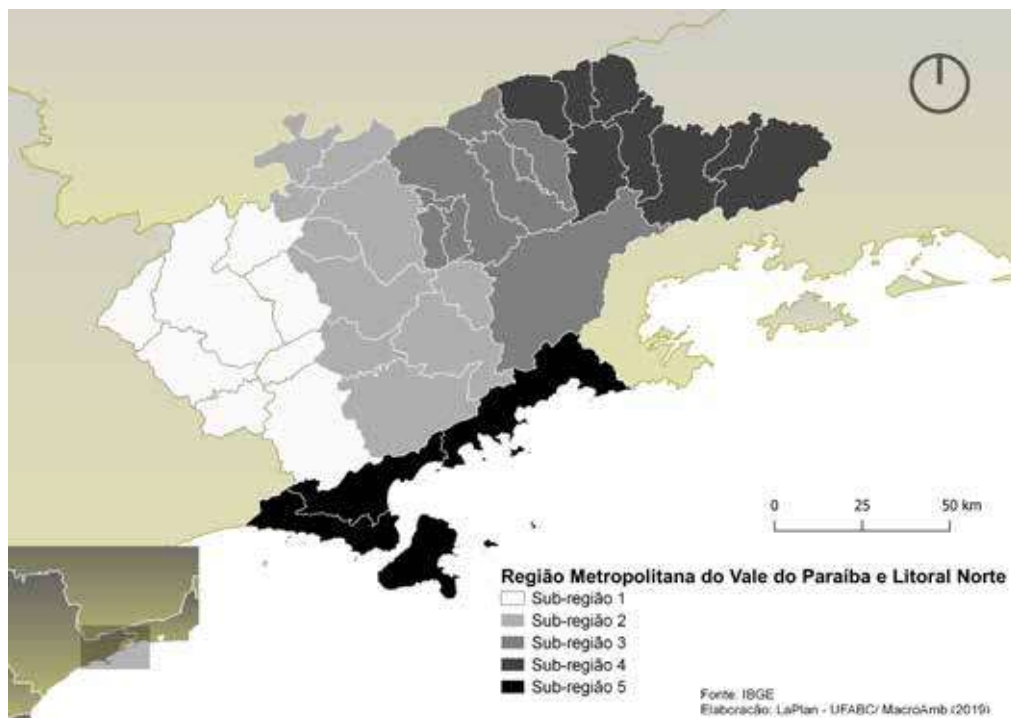 0 25 50 km
Região Metropolitana do Vale do Paraíba e Litoral Norte
Sub-região 1
Sub-região 2
Sub-região 3
Sub-região 4
Sub-região 5
Fonte: IBGE
Elaboração: LaPlan - UFABC/ MacroAmb (2019)